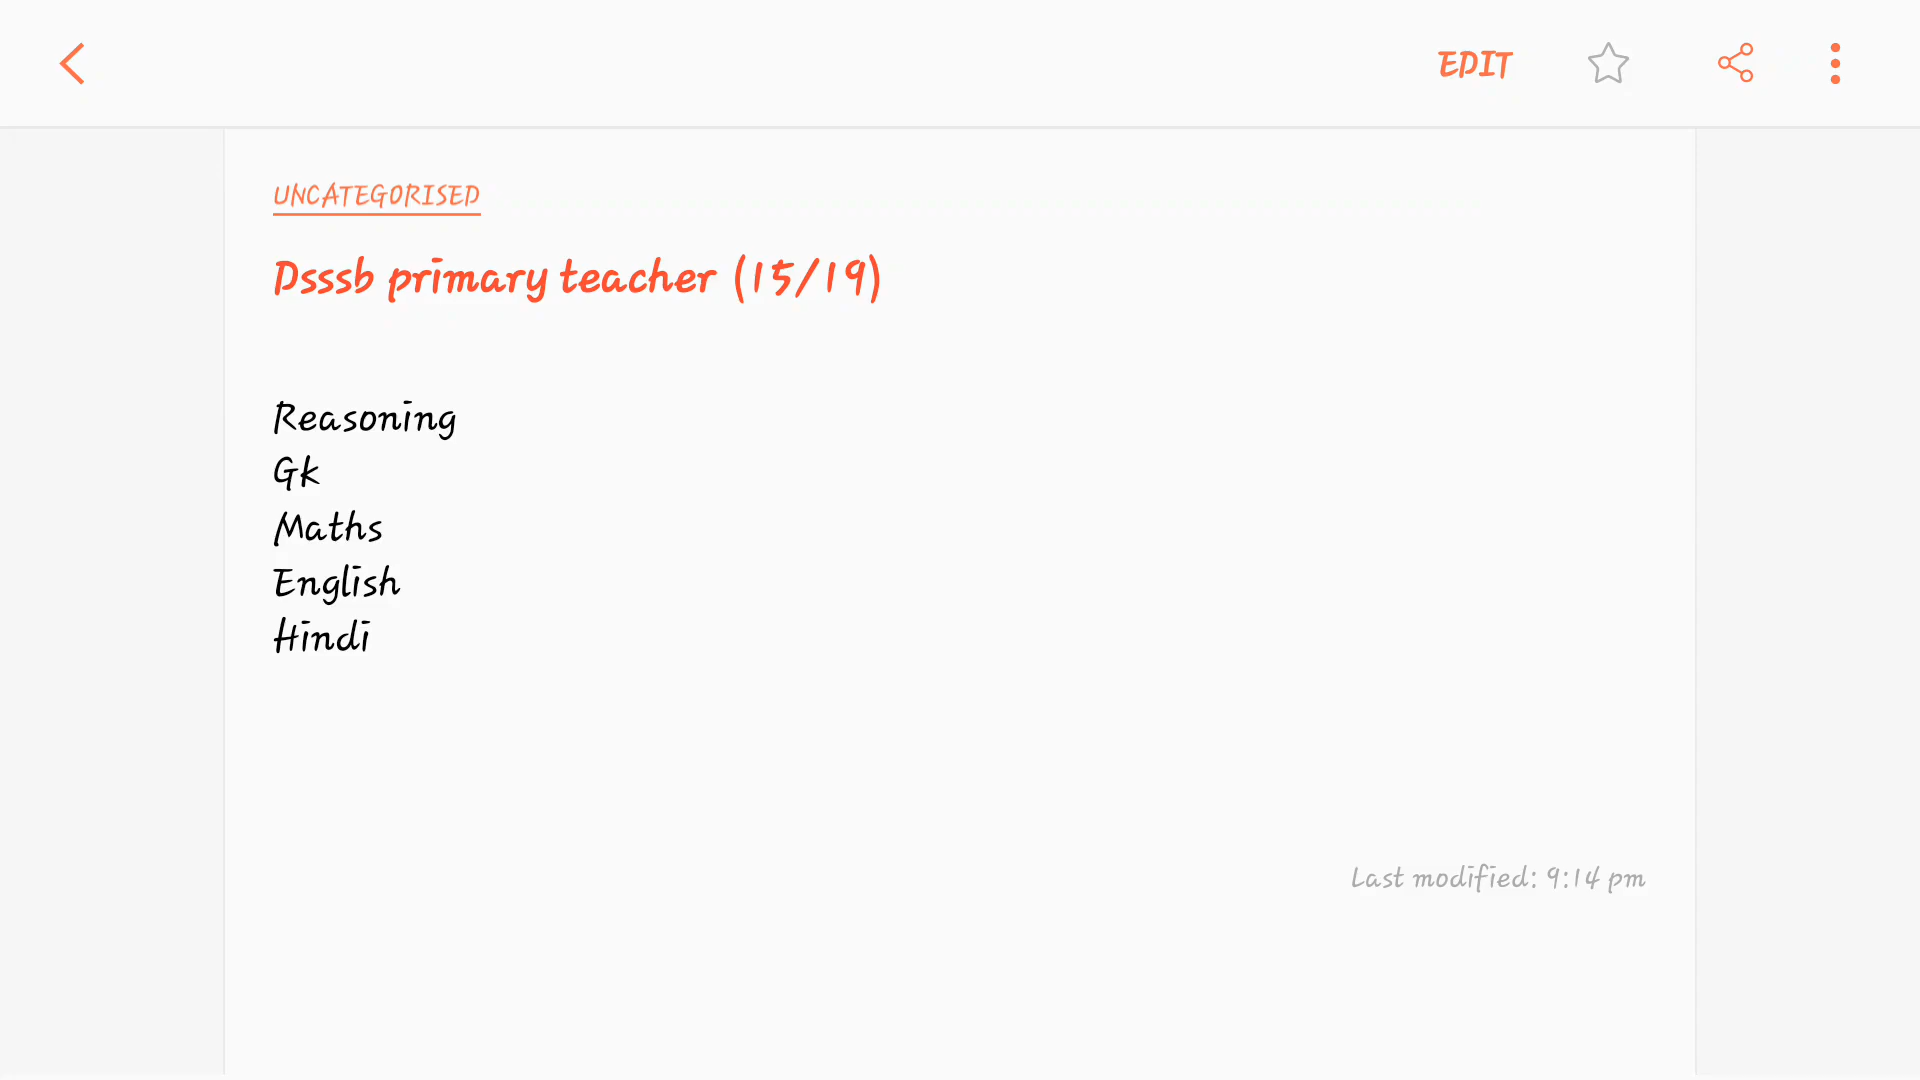 EDIT
UNCATEGORISED
Dsssb primary teacher (15/19)
Reasoning
Gk
Maths
English
Hindi
Last modified: 9:14 pm